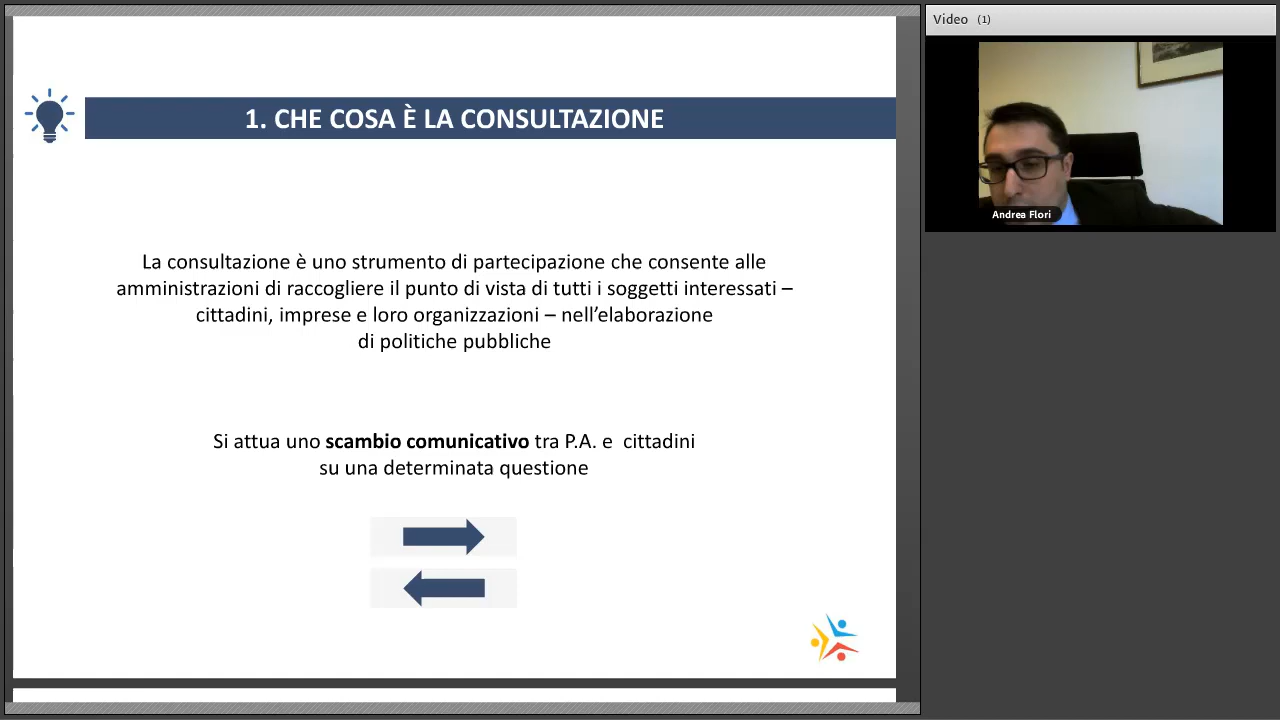 Video (1)
1. CHE COSA È LA CONSULTAZIONE
La consultazione è uno strumento di partecipazione che consente alle
amministrazioni di raccogliere il punto di vista di tutti i soggetti interessati –
cittadini, imprese e loro organizzazioni – nell’elaborazione
di politiche pubbliche
Si attua uno scambio comunicativo tra P.A. e  cittadini
su una determinata questione
Andrea Flori